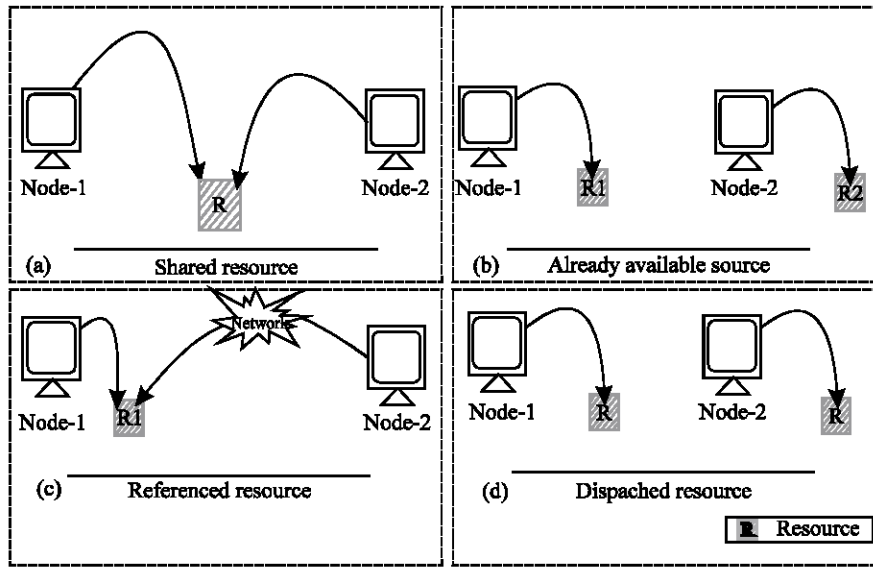 Node-1
R
Node-2
(a)
Shared resource
Node-1
R1
Node-2
R2
(b)
Already available source
Network
Node-1
R1
Node-2
(c)
Referenced resource
Node-1
R
Node-2
R
(d)
Dispached resource
R Resource